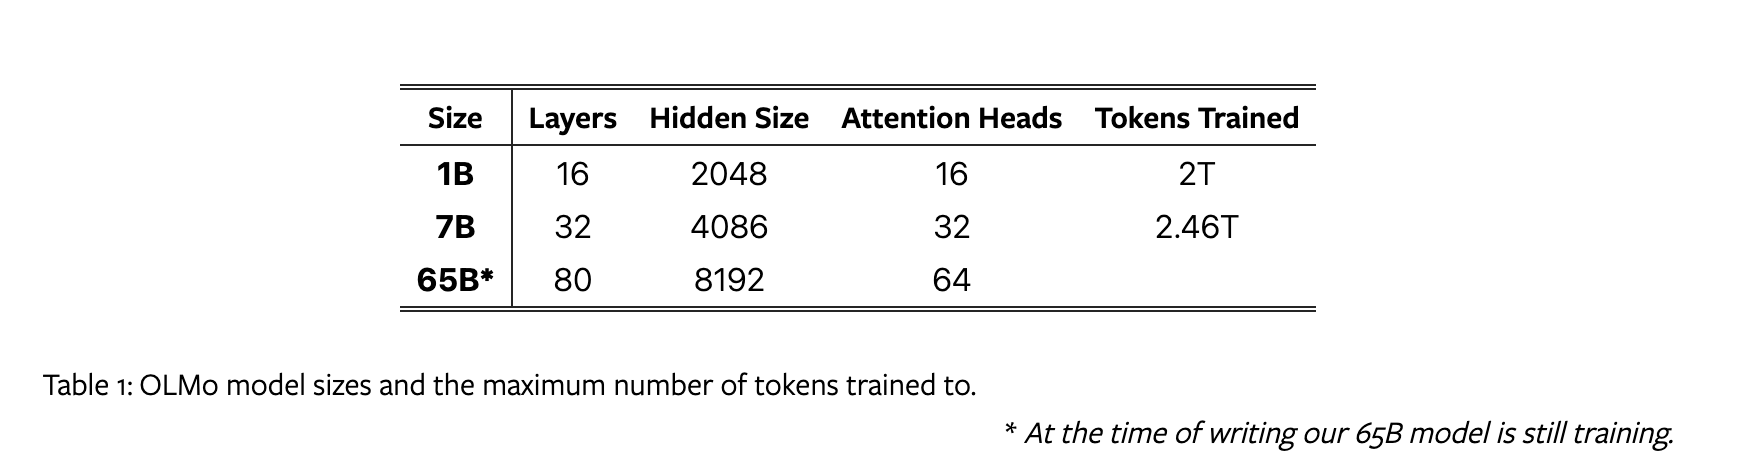 Size Layers Hidden Size Attention Heads Tokens Trained
1B 16 2048 16 2T
7B 32 4086 32 2.46T
65B* 80 8192 64
Table 1: OLMo model sizes and the maximum number of tokens trained to.
* At the time of writing our 65B model is still training.